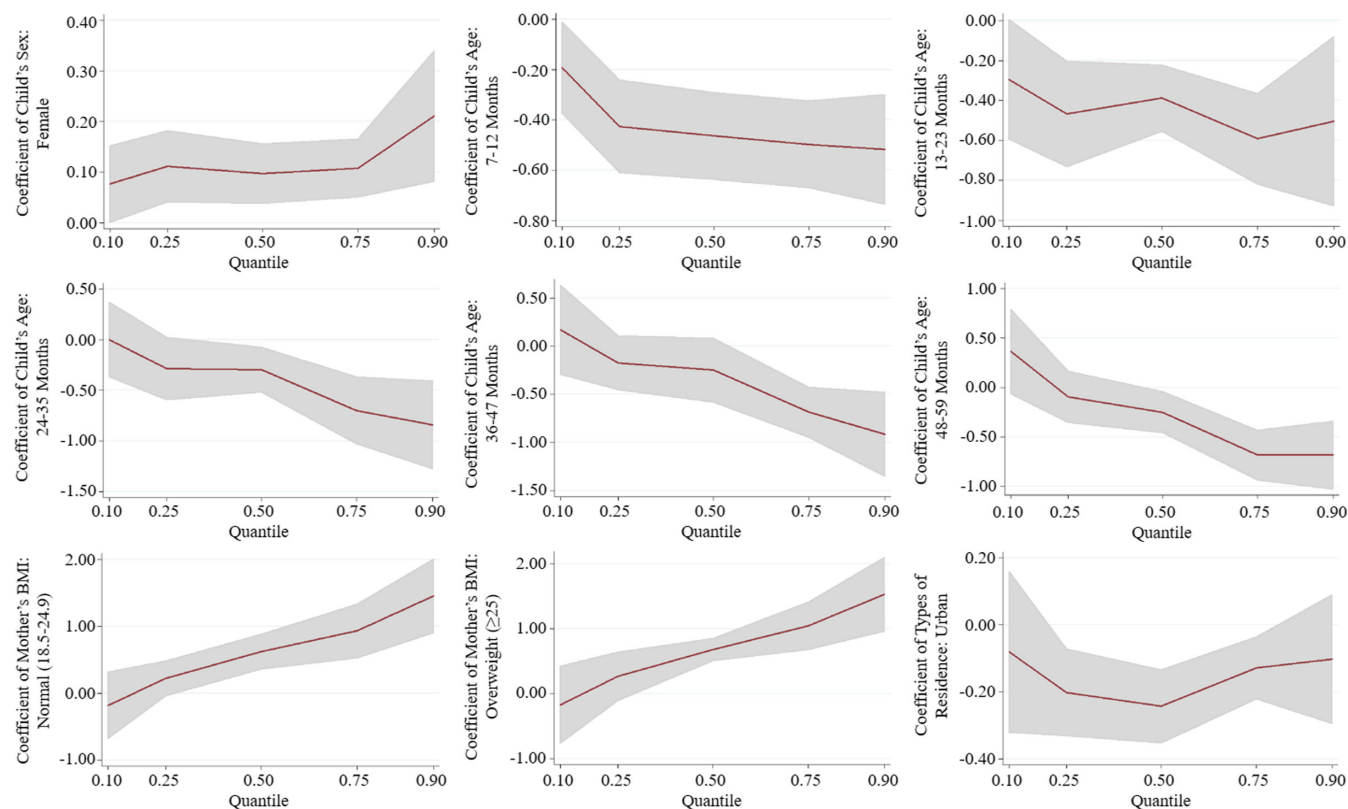 Coefficient of Child's Sex:
Female
0.40
0.30
0.20
0.10
0.00
0.10 0.25 0.50 0.75 0.90
Quantile
Coefficient of Child's Age:
7-12 Months
0.00
-0.20
-0.40
-0.60
-0.80
0.10 0.25 0.50 0.75 0.90
Quantile
Coefficient of Child's Age:
13-23 Months
0.00
-0.20
-0.40
-0.60
-0.80
-1.00
0.10 0.25 0.50 0.75 0.90
Quantile
Coefficient of Child's Age:
24-35 Months
0.50
0.00
-0.50
-1.00
-1.50
0.10 0.25 0.50 0.75 0.90
Quantile
Coefficient of Child's Age:
36-47 Months
0.50
0.00
-0.50
-1.00
-1.50
0.10 0.25 0.50 0.75 0.90
Quantile
Coefficient of Child's Age:
48-59 Months
1.00
0.50
0.00
-0.50
-1.00
0.10 0.25 0.50 0.75 0.90
Quantile
Coefficient of Mother's BMI:
Normal (18.5-24.9)
2.00
1.00
0.00
-1.00
0.10 0.25 0.50 0.75 0.90
Quantile
Coefficient of Mother's BMI:
Overweight (≥25)
2.00
1.00
0.00
-1.00
0.10 0.25 0.50 0.75 0.90
Quantile
Coefficient of Types of
Residence: Urban
0.20
0.00
-0.20
-0.40
0.10 0.25 0.50 0.75 0.90
Quantile